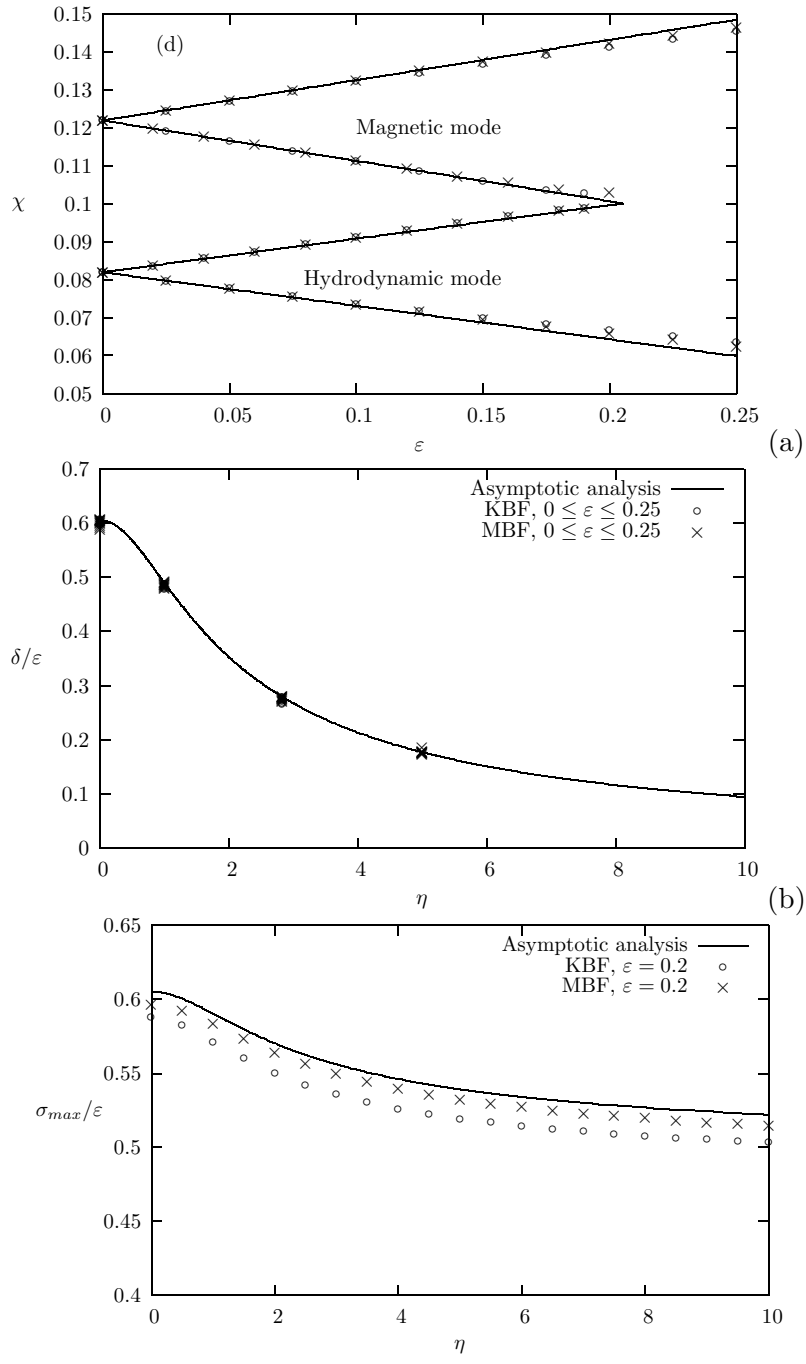 0.15
(d)
0.14
0.13
0.12
Magnetic mode
0.11
χ
0.1
0.09
0.08
Hydrodynamic mode
0.07
0.06
0.05
0
0.05
0.1
0.15
0.2
0.25
ε
(a)
0.7
Asymptotic analysis
KBF, 0 ≤ ε ≤ 0.25
MBF, 0 ≤ ε ≤ 0.25
0.6
0.5
0.4
δ/ε
0.3
0.2
0.1
0
0
2
4
6
8
10
η
(b)
0.65
Asymptotic analysis
KBF, ε = 0.2
MBF, ε = 0.2
0.6
0.55
σmax/ε
0.5
0.45
0.4
0
2
4
6
8
10
η